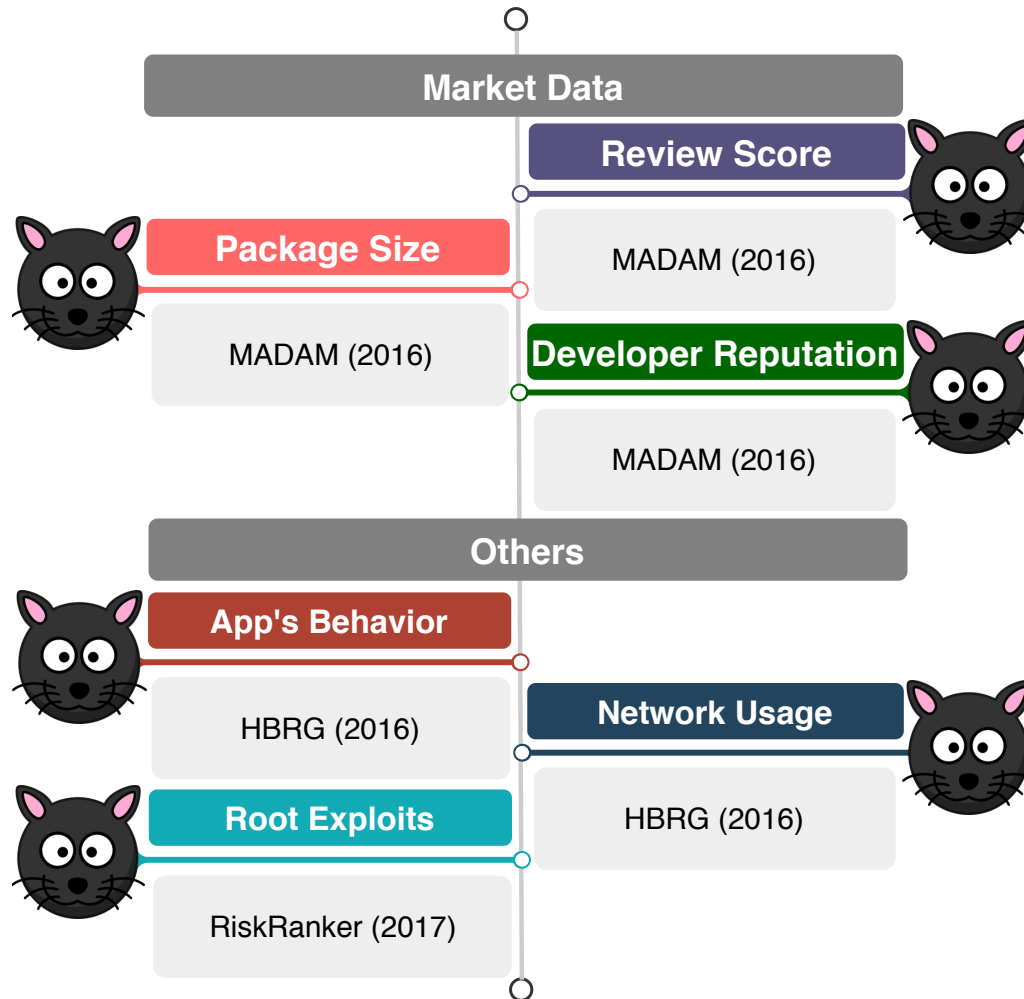 Market Data
Review Score
MADAM (2016)
Package Size
MADAM (2016)
Developer Reputation
MADAM (2016)
Others
App's Behavior
HBRG (2016)
Network Usage
HBRG (2016)
Root Exploits
RiskRanker (2017)